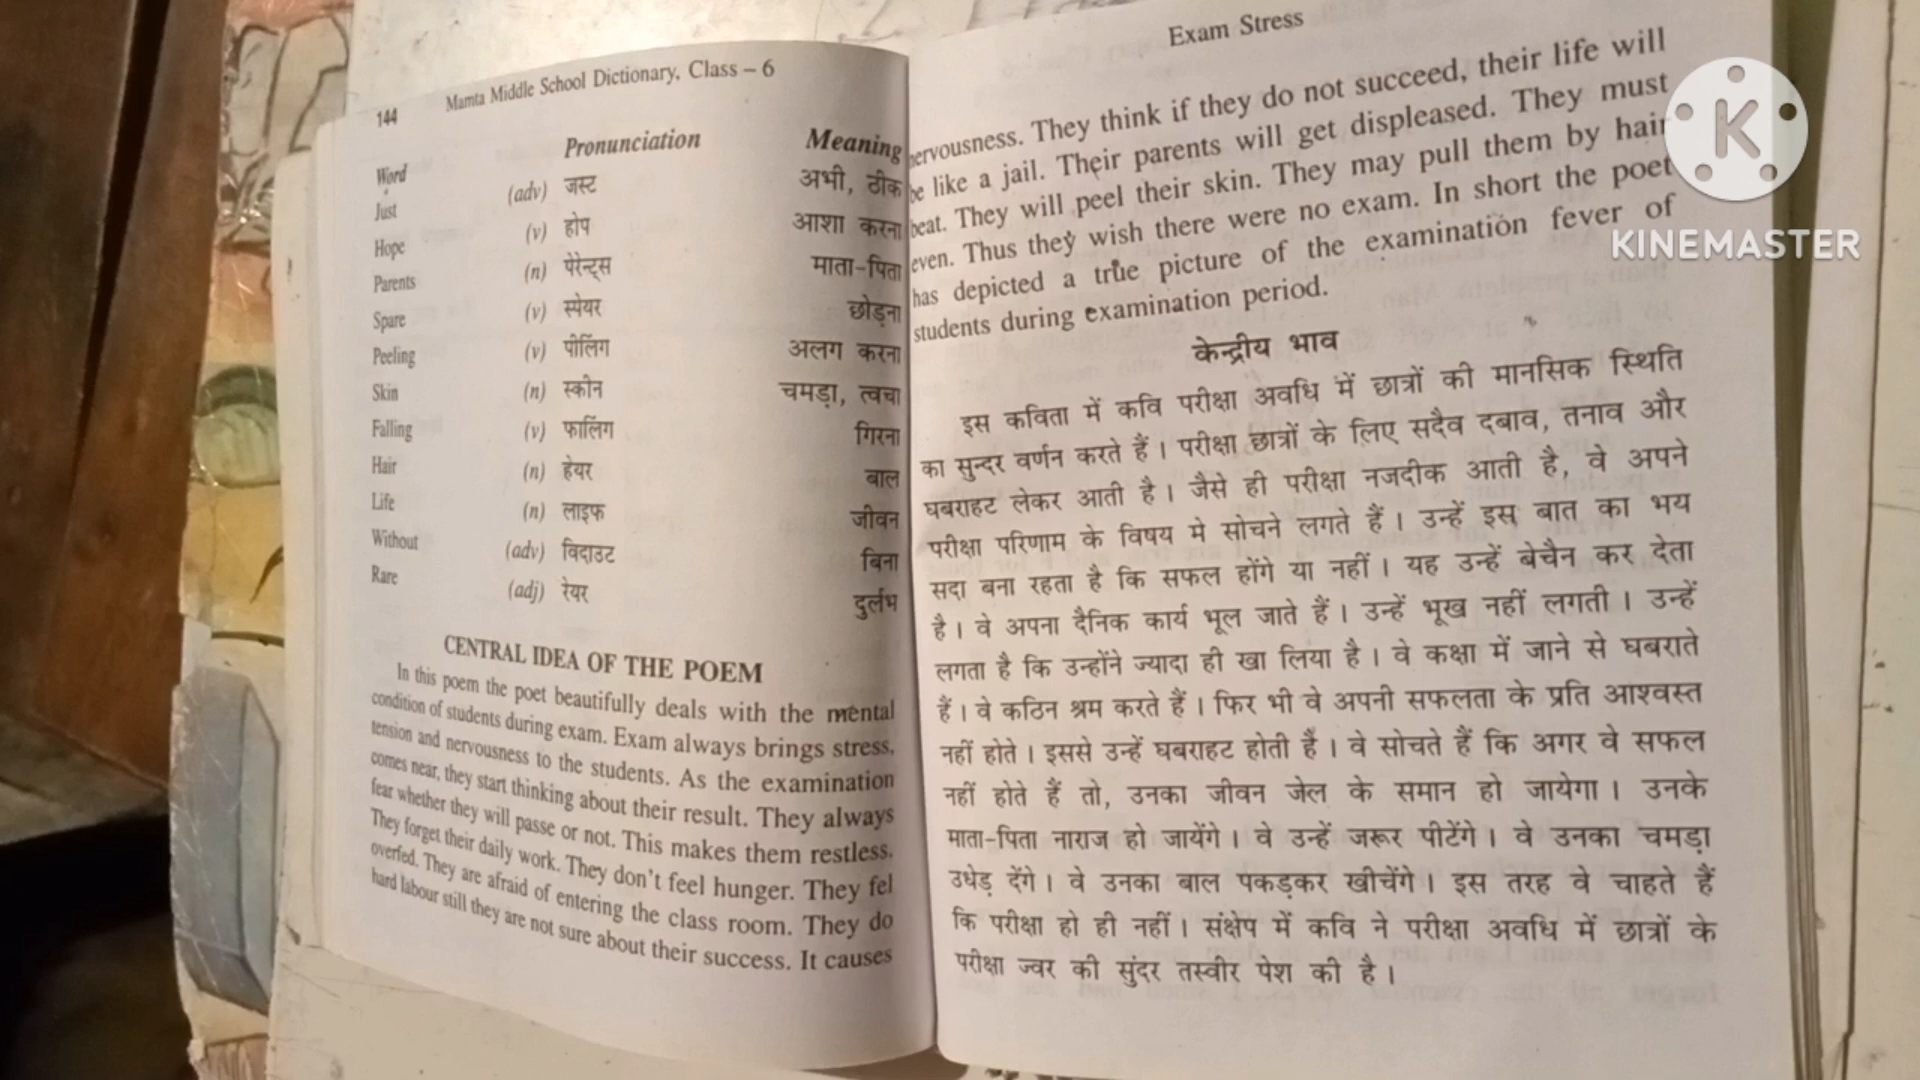 144
Mamta Middle School Dictionary, Class – 6
Word Pronunciation Meaning
Just (adv) जस्ट अभी, ठीक
Hope (v) होप आशा करना
Parents (n) पेरेन्ट्स माता-पिता
Spare (v) स्पेयर छोड़ना
Peeling (v) पीलिंग अलग करना
Skin (n) स्कीन चमड़ा, त्वचा
Falling (v) फालिंग गिरना
Hair (n) हेयर बाल
Life (n) लाइफ जीवन
Without (adv) विदाउट बिना
Rare (adj) रेयर दुर्लभ
CENTRAL IDEA OF THE POEM
In this poem the poet beautifully deals with the mental
condition of students during exam. Exam always brings stress,
tension and nervousness to the students. As the examination
comes near, they start thinking about their result. They always
fear whether they will passe or not. This makes them restless.
They forget their daily work. They don't feel hunger. They fel
overfed. They are afraid of entering the class room. They do
hard labour still they are not sure about their success. It causes
Exam Stress
nervousness. They think if they do not succeed, their life will
be like a jail. Their parents will get displeased. They must
beat. They will peel their skin. They may pull them by hair
even. Thus they wish there were no exam. In short the poet
has depicted a true picture of the examination fever of
students during examination period.
केन्द्रीय भाव
इस कविता में कवि परीक्षा अवधि में छात्रों की मानसिक स्थिति
का सुन्दर वर्णन करते हैं। परीक्षा छात्रों के लिए सदैव दबाव, तनाव और
घबराहट लेकर आती है। जैसे ही परीक्षा नजदीक आती है, वे अपने
परीक्षा परिणाम के विषय मे सोचने लगते हैं। उन्हें इस बात का भय
सदा बना रहता है कि सफल होंगे या नहीं। यह उन्हें बेचैन कर देता
है। वे अपना दैनिक कार्य भूल जाते हैं। उन्हें भूख नहीं लगती। उन्हें
लगता है कि उन्होंने ज्यादा ही खा लिया है। वे कक्षा में जाने से घबराते
हैं। वे कठिन श्रम करते हैं। फिर भी वे अपनी सफलता के प्रति आश्वस्त
नहीं होते। इससे उन्हें घबराहट होती है। वे सोचते हैं कि अगर वे सफल
नहीं होते हैं तो, उनका जीवन जेल के समान हो जायेगा। उनके
माता-पिता नाराज हो जायेंगे। वे उन्हें जरूर पीटेंगे। वे उनका चमड़ा
उधेड़ देंगे। वे उनका बाल पकड़कर खीचेंगे। इस तरह वे चाहते हैं
कि परीक्षा हो ही नहीं। संक्षेप में कवि ने परीक्षा अवधि में छात्रों के
परीक्षा ज्वर की सुंदर तस्वीर पेश की है।
K
KINEMASTER